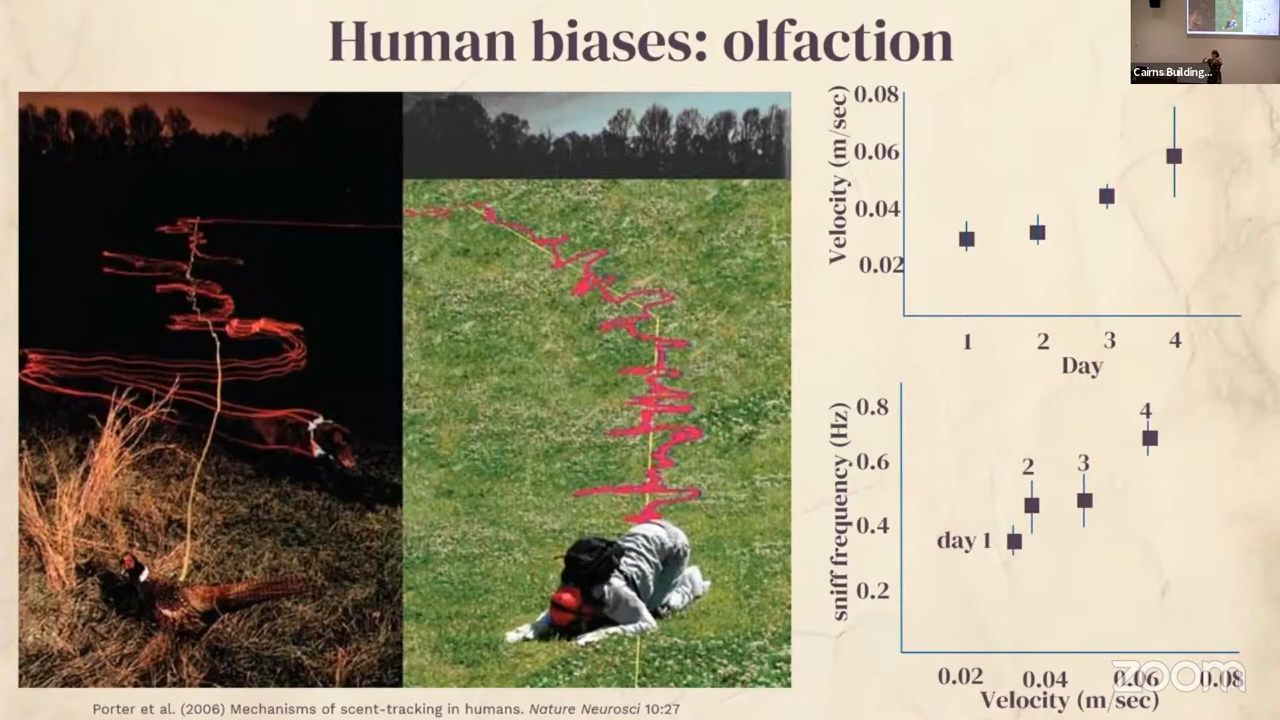 Human biases: olfaction
Cairns Building...
Velocity (m/sec)
0.08
0.06
0.04
0.02
1 2 3 4
Day
sniff frequency (Hz)
0.8
0.6
0.4
0.2
day 1
2
3
4
0.02 0.04 0.06 0.08
Velocity (m/sec)
zoom
Porter et al. (2006) Mechanisms of scent-tracking in humans. Nature Neurosci 10:27